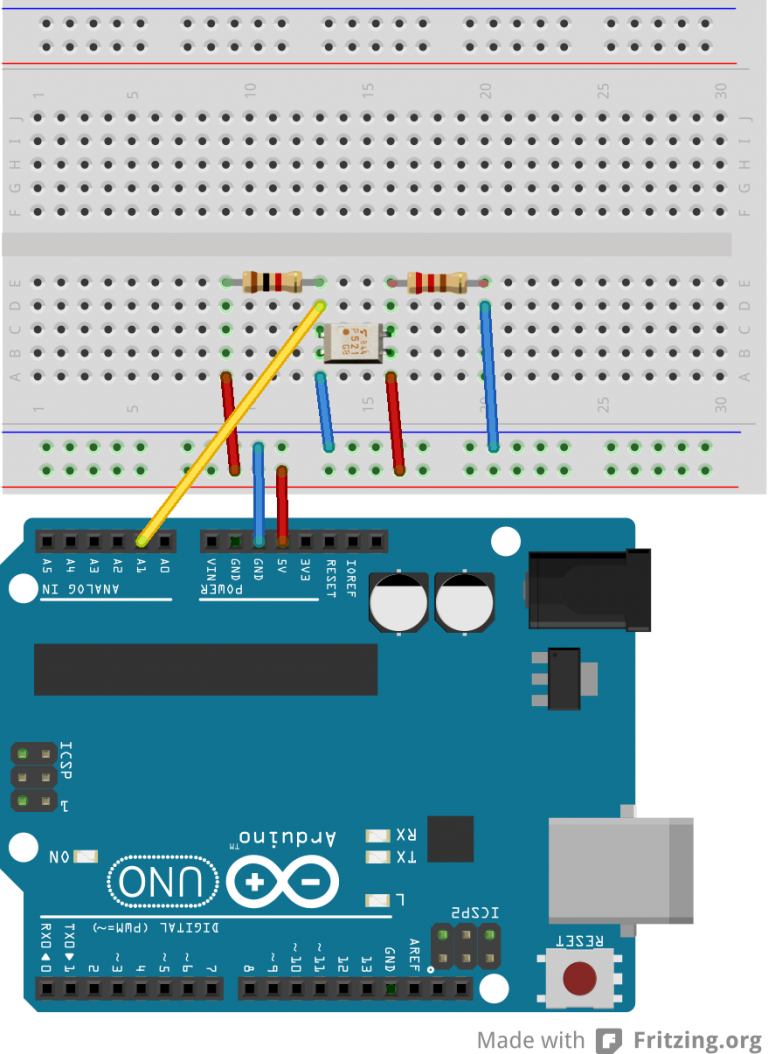 1 5 10 15 20 25 30
J J
I I
H H
G G
F F
E E
D D
C C
B B
A A
P521
1 5 15 20 25 30
A5 A4 A3 A2 A1 A0 VIN GND GND 5V 3V3 RESET IOREF
ANALOG IN POWER
ICSP
1
Arduino
TM
RX
TX
ON
UNO
L
ICSP2
DIGITAL (PWM=~)
RESET
RX0◀0 TX0▶1 2 ~3 4 ~5 ~6 7 8 ~9 ~10 ~11 12 13 GND AREF
Made with Fritzing.org